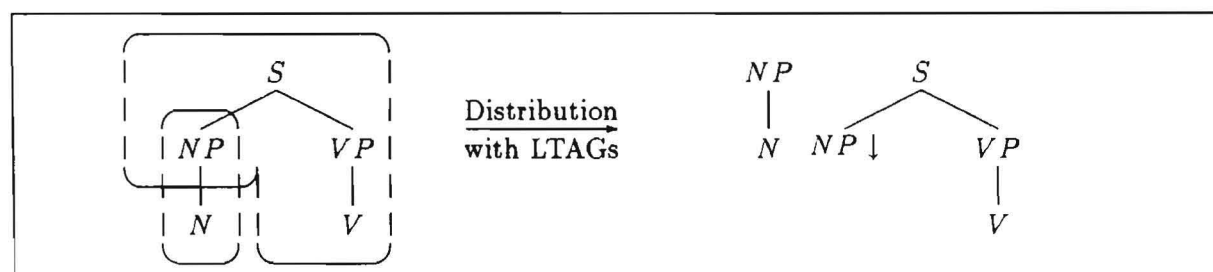 S
NP VP
N V
Distribution
with LTAGs
NP
N
S
NP ↓ VP
V